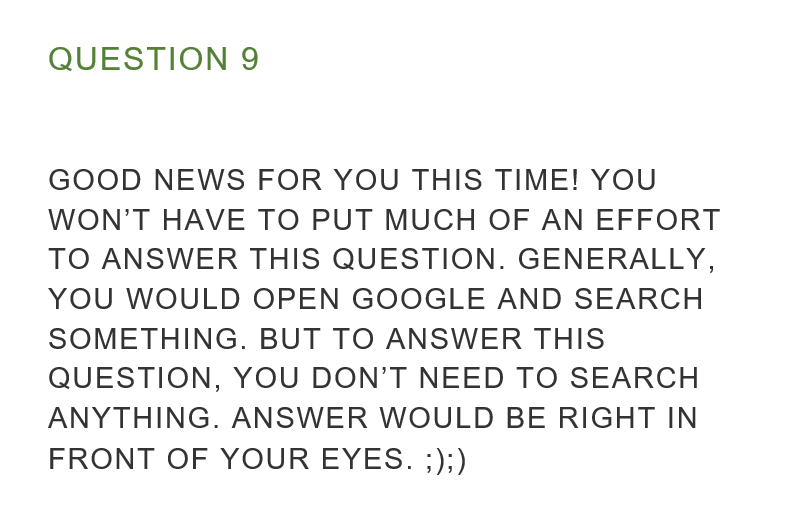 QUESTION 9
GOOD NEWS FOR YOU THIS TIME! YOU
WON’T HAVE TO PUT MUCH OF AN EFFORT
TO ANSWER THIS QUESTION. GENERALLY,
YOU WOULD OPEN GOOGLE AND SEARCH
SOMETHING. BUT TO ANSWER THIS
QUESTION, YOU DON’T NEED TO SEARCH
ANYTHING. ANSWER WOULD BE RIGHT IN
FRONT OF YOUR EYES. ;);)